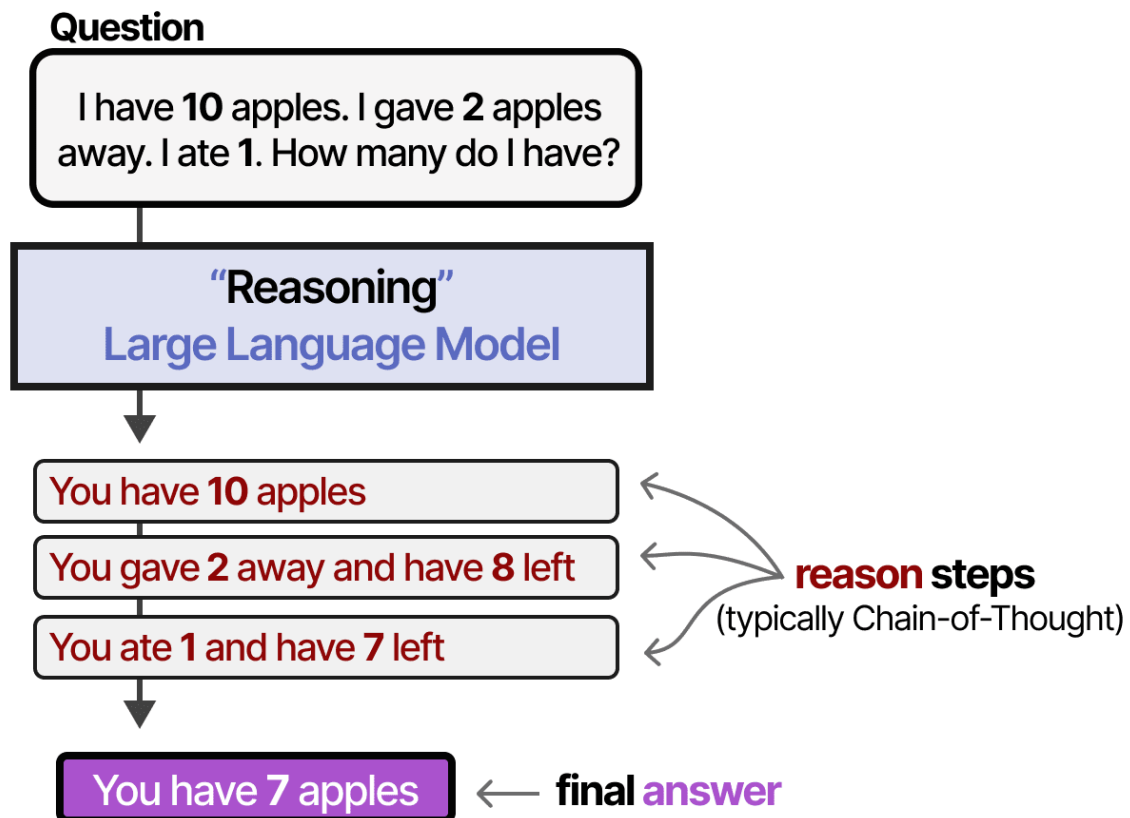 Question
I have 10 apples. I gave 2 apples
away. I ate 1. How many do I have?
“Reasoning”
Large Language Model
You have 10 apples
You gave 2 away and have 8 left
You ate 1 and have 7 left
reason steps
(typically Chain-of-Thought)
You have 7 apples
final answer